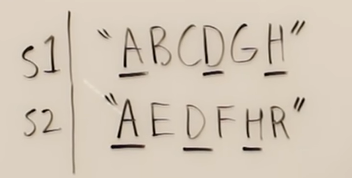 S1 | "ABCDGH"
S2 | "AEDFHR"